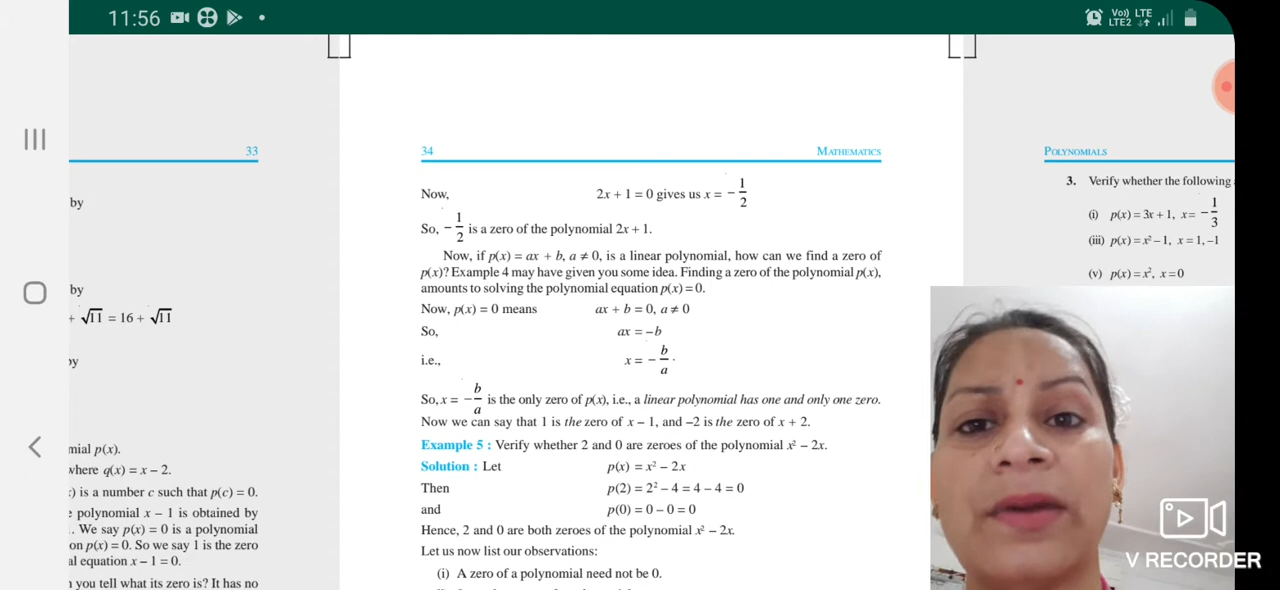 11:56
Vo)) LTE
LTE2
33
by
by
+ √11 = 16 + √11
mial p(x).
where q(x) = x – 2.
is a number c such that p(c) = 0.
polynomial x – 1 is obtained by
. We say p(x) = 0 is a polynomial
on p(x) = 0. So we say 1 is the zero
al equation x – 1 = 0.
you tell what its zero is? It has no
34 MATHEMATICS
Now, 2x + 1 = 0 gives us x = –1/2
So, –1/2 is a zero of the polynomial 2x + 1.
Now, if p(x) = ax + b, a ≠ 0, is a linear polynomial, how can we find a zero of
p(x)? Example 4 may have given you some idea. Finding a zero of the polynomial p(x),
amounts to solving the polynomial equation p(x) = 0.
Now, p(x) = 0 means ax + b = 0, a ≠ 0
So, ax = –b
i.e., x = –b/a.
So, x = –b/a is the only zero of p(x), i.e., a linear polynomial has one and only one zero.
Now we can say that 1 is the zero of x – 1, and –2 is the zero of x + 2.
Example 5 : Verify whether 2 and 0 are zeroes of the polynomial x² – 2x.
Solution : Let p(x) = x² – 2x
Then p(2) = 2² – 4 = 4 – 4 = 0
and p(0) = 0 – 0 = 0
Hence, 2 and 0 are both zeroes of the polynomial x² – 2x.
Let us now list our observations:
(i) A zero of a polynomial need not be 0.
POLYNOMIALS
3. Verify whether the following
(i) p(x) = 3x + 1, x = –1/3
(iii) p(x) = x² – 1, x = 1, –1
(v) p(x) = x², x = 0
V RECORDER